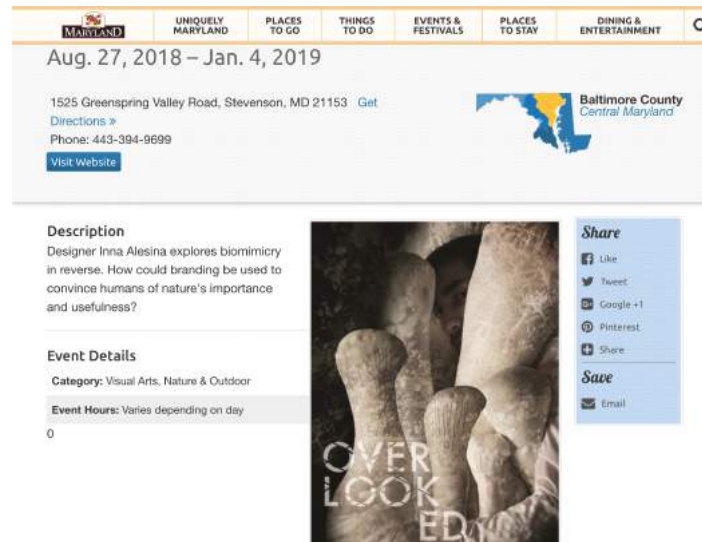 MARYLAND
UNIQUELY
MARYLAND
PLACES
TO GO
THINGS
TO DO
EVENTS &
FESTIVALS
PLACES
TO STAY
DINING &
ENTERTAINMENT
Aug. 27, 2018 – Jan. 4, 2019
1525 Greenspring Valley Road, Stevenson, MD 21153 Get
Directions »
Phone: 443-394-9699
Visit Website
Baltimore County
Central Maryland
Description
Designer Inna Alesina explores biomimicry
in reverse. How could branding be used to
convince humans of nature's importance
and usefulness?
Event Details
Category: Visual Arts, Nature & Outdoor
Event Hours: Varies depending on day
0
OVER
LOOK
ED
Share
Like
Tweet
Google +1
Pinterest
Share
Save
Email